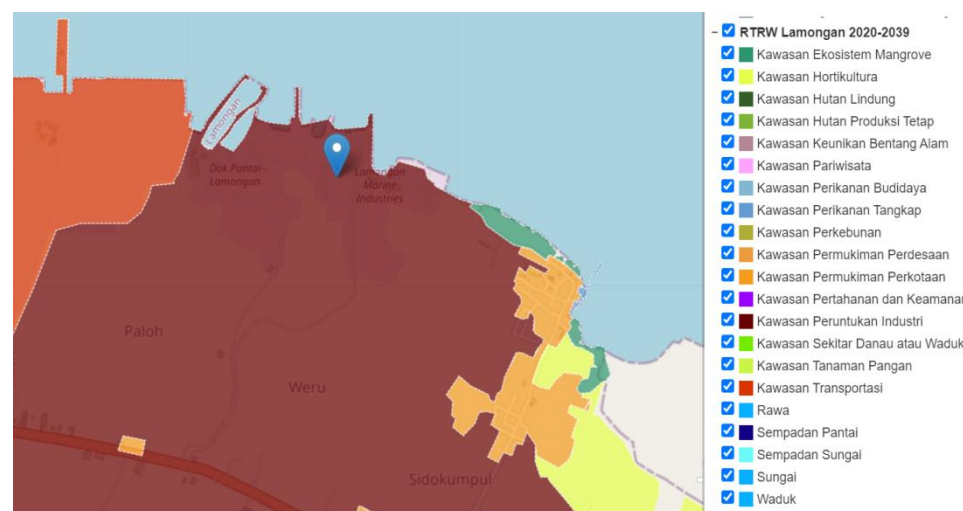 Lamongan
Dok Pantai
Lamongan
Lamongan
Marine
Industries
Paloh
Weru
Sidokumpul
RTRW Lamongan 2020-2039
Kawasan Ekosistem Mangrove
Kawasan Hortikultura
Kawasan Hutan Lindung
Kawasan Hutan Produksi Tetap
Kawasan Keunikan Bentang Alam
Kawasan Pariwisata
Kawasan Perikanan Budidaya
Kawasan Perikanan Tangkap
Kawasan Perkebunan
Kawasan Permukiman Perdesaan
Kawasan Permukiman Perkotaan
Kawasan Pertahanan dan Keamanan
Kawasan Peruntukan Industri
Kawasan Sekitar Danau atau Waduk
Kawasan Tanaman Pangan
Kawasan Transportasi
Rawa
Sempadan Pantai
Sempadan Sungai
Sungai
Waduk